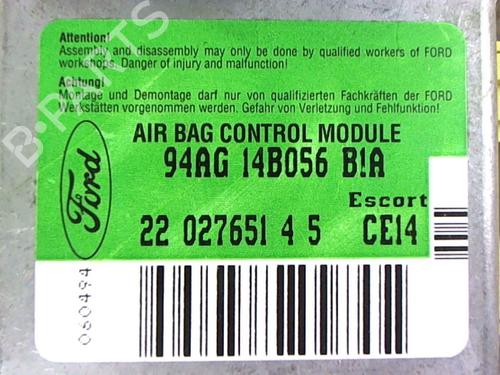 Attention!
Assembly and disassembly may only be done by qualified workers of FORD
workshops. Danger of injury and malfunction!
Achtung!
Montage und Demontage darf nur von qualifizierten Fachkräften der FORD
Werkstätten vorgenommen werden. Gefahr von Verletzung und Fehlfunktion!
AIR BAG CONTROL MODULE
94AG 14B056 B1A
Escort
Ford
22 027651 4 5 CE14
060494
B-PARTS